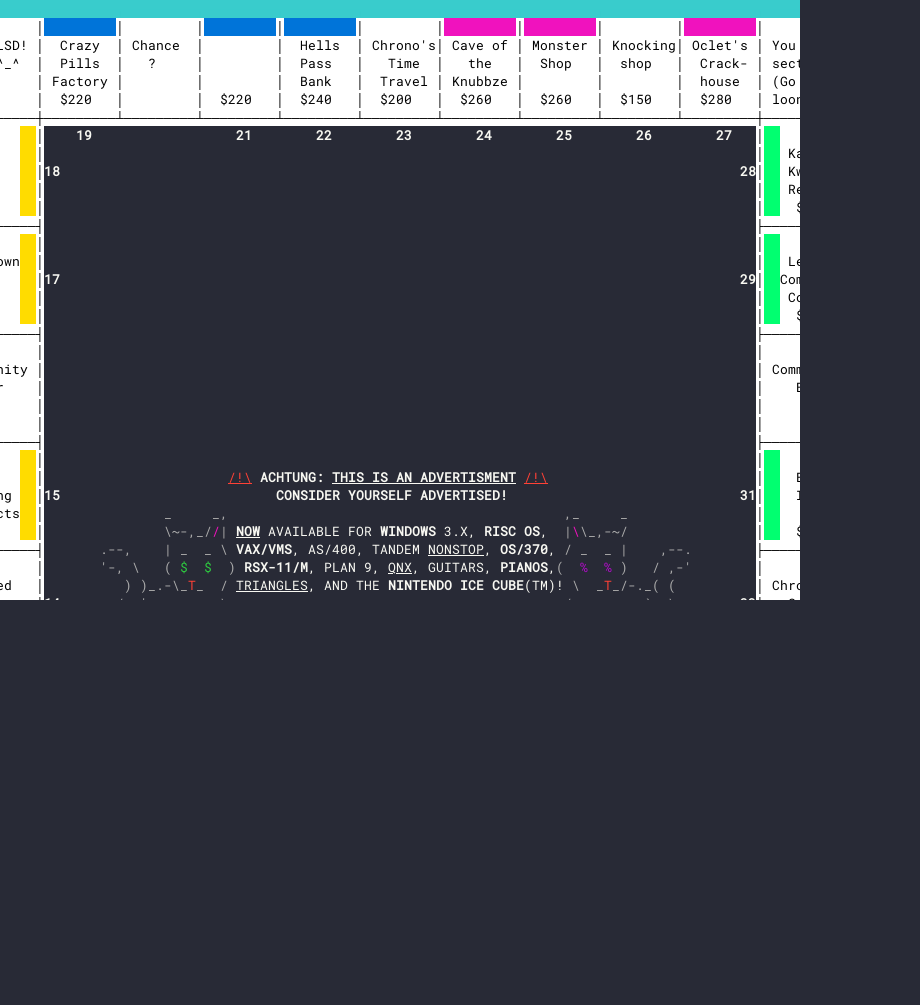 LSD! Crazy Chance Hells Chrono's Cave of Monster Knocking Oclet's You
^_^ Pills ? Pass Time the Shop shop Crack- sect
Factory Bank Travel Knubbze house (Go
$220 $220 $240 $200 $260 $260 $150 $280 loon
19 21 22 23 24 25 26 27
Ka
18 28 Kw
Re
$
own Le
17 29 Com
Co
$
nity Comm
r E
/!\ ACHTUNG: THIS IS AN ADVERTISMENT /!\ E
ng 15 CONSIDER YOURSELF ADVERTISED! 31 I
cts
NOW AVAILABLE FOR WINDOWS 3.X, RISC OS, $
VAX/VMS, AS/400, TANDEM NONSTOP, OS/370,
$ $ RSX-11/M, PLAN 9, QNX, GUITARS, PIANOS, % %
ed T TRIANGLES, AND THE NINTENDO ICE CUBE(TM)! T Chro